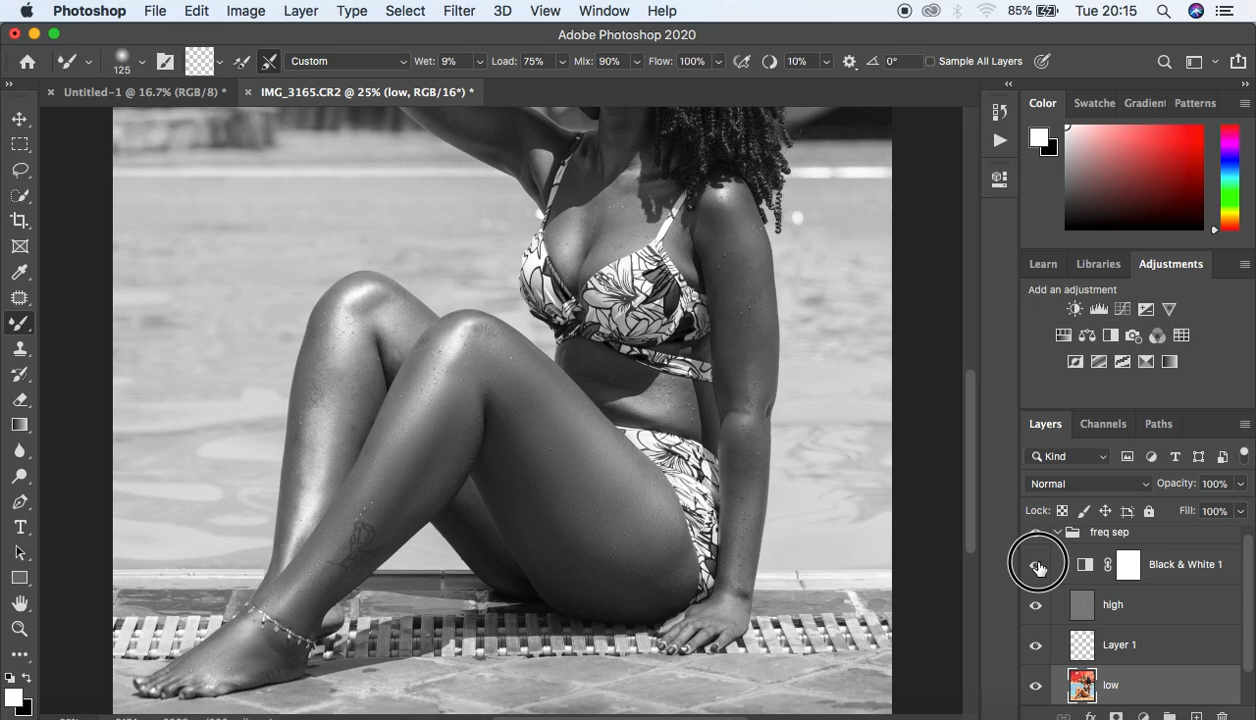 Photoshop File Edit Image Layer Type Select Filter 3D View Window Help 85% Tue 20:15
Adobe Photoshop 2020
125 Custom Wet: 9% Load: 75% Mix: 90% Flow: 100% 10% 0° Sample All Layers
Untitled-1 @ 16.7% (RGB/8) * IMG_3165.CR2 @ 25% (low, RGB/16*) *
Color Swatche Gradient Patterns
Learn Libraries Adjustments
Add an adjustment
Layers Channels Paths
Kind
Normal Opacity: 100%
Lock: Fill: 100%
freq sep
Black & White 1
high
Layer 1
low